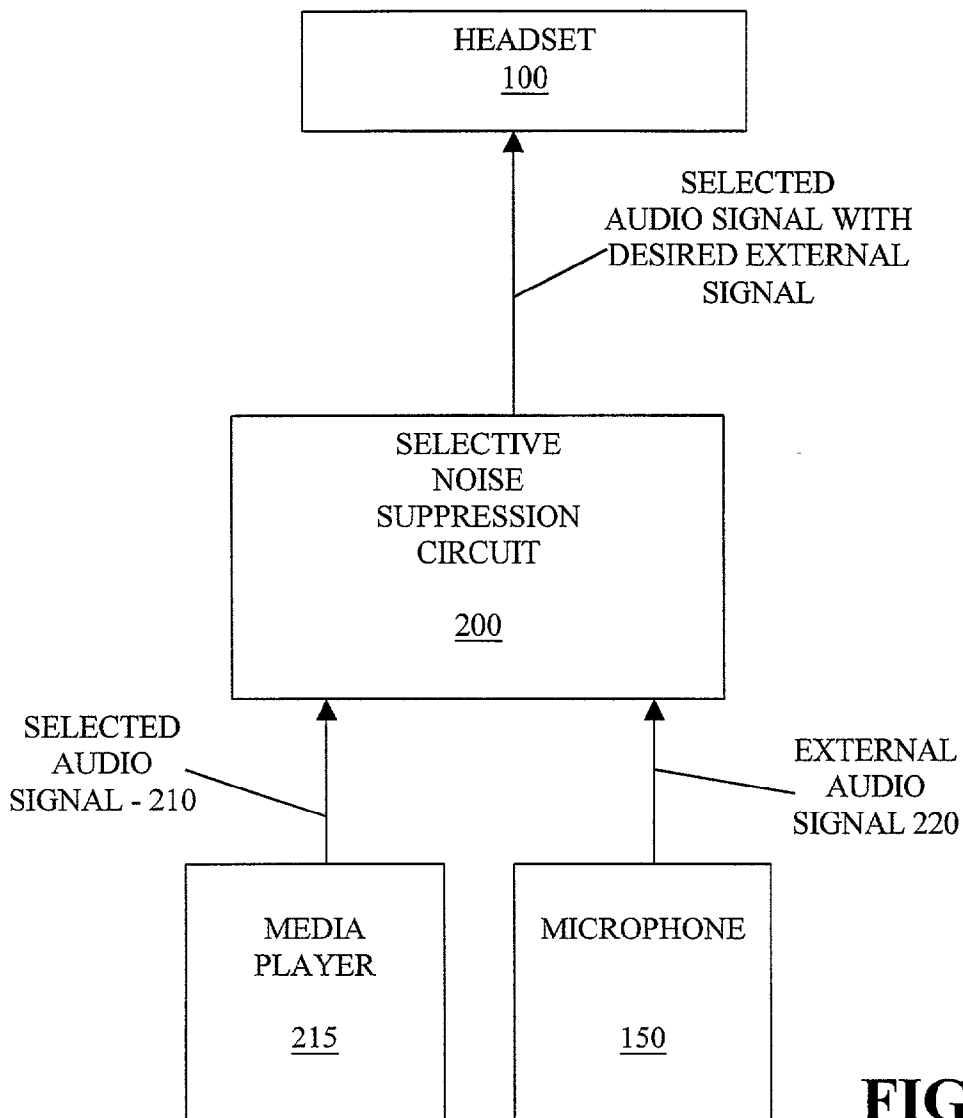 HEADSET
100
SELECTED
AUDIO SIGNAL WITH
DESIRED EXTERNAL
SIGNAL
SELECTIVE
NOISE
SUPPRESSION
CIRCUIT
200
SELECTED
AUDIO
SIGNAL - 210
EXTERNAL
AUDIO
SIGNAL 220
MEDIA
PLAYER
215
MICROPHONE
150
FIG